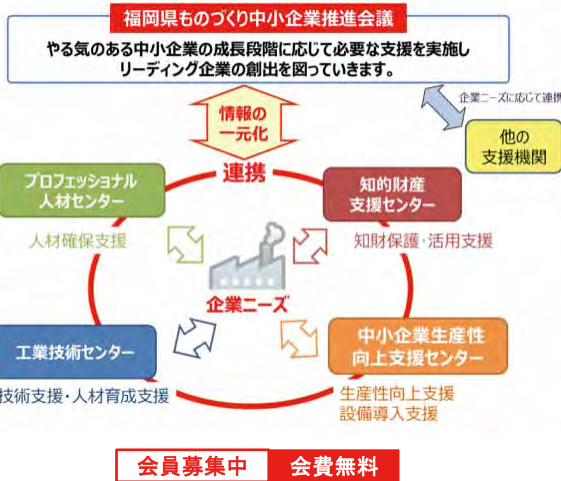 福岡県ものづくり中小企業推進会議
やる気のある中小企業の成長段階に応じて必要な支援を実施し
リーディング企業の創出を図っていきます。
企業ニーズに応じて連携
情報の
一元化
他の
支援機関
連携
プロフェッショナル
人材センター
知的財産
支援センター
人材確保支援
知財保護・活用支援
企業ニーズ
工業技術センター
中小企業生産性
向上支援センター
技術支援・人材育成支援
生産性向上支援
設備導入支援
会員募集中 会費無料